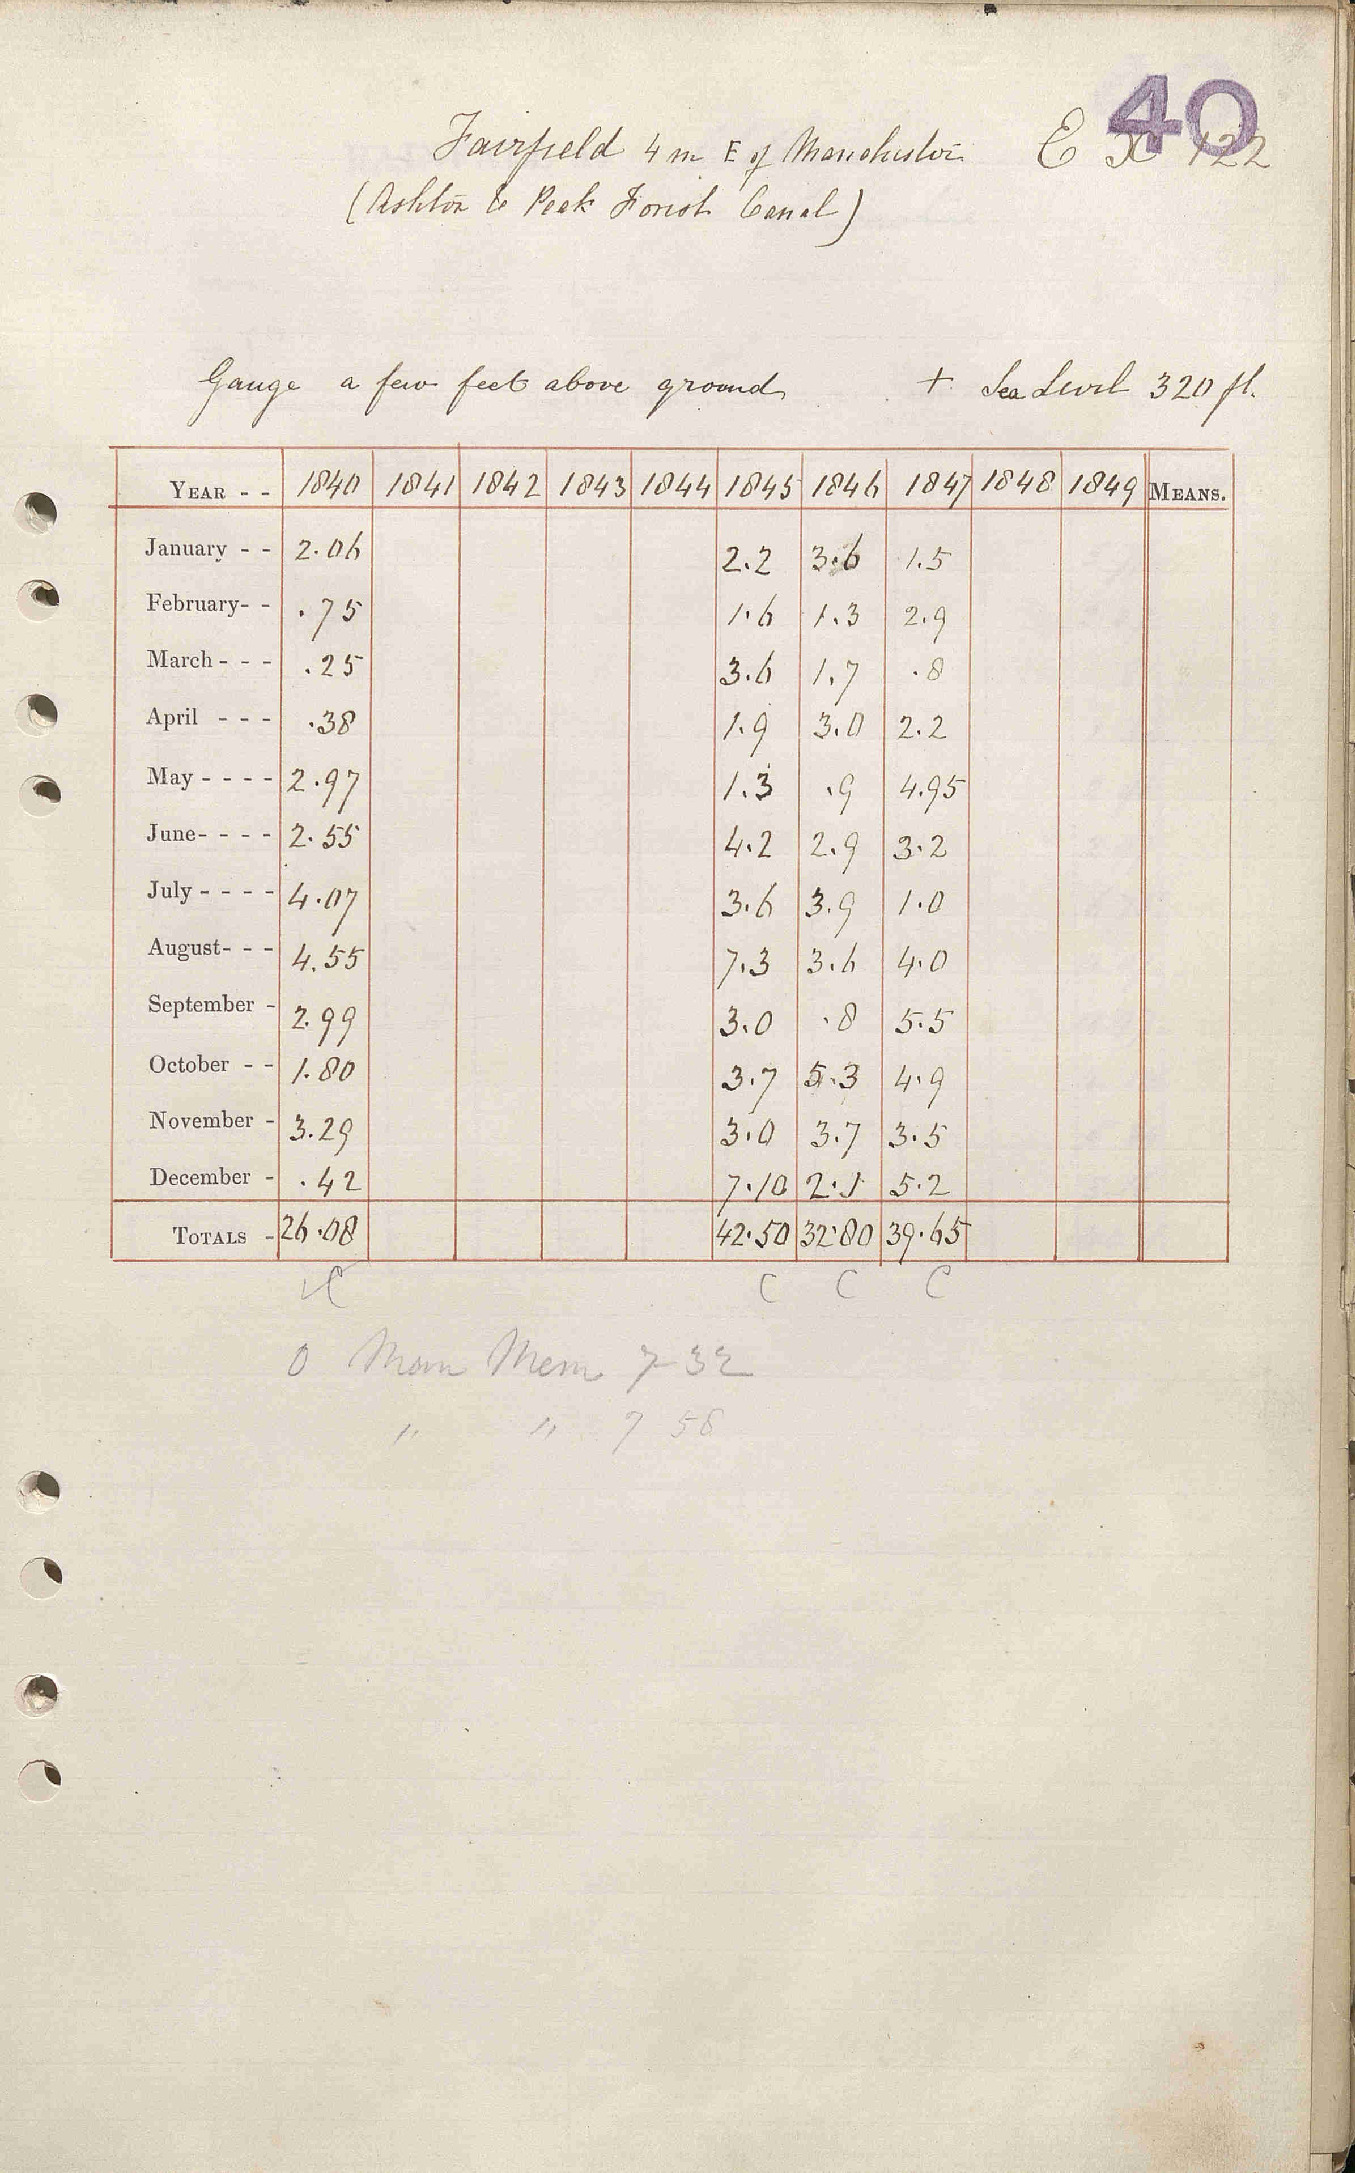 40
Fairfield 4 m E of Manchester E X 122
(Ashton & Peak Forest Canal)
Gauge a few feet above ground + Sea Level 320 ft.
YEAR - - 1840 1841 1842 1843 1844 1845 1846 1847 1848 1849 MEANS.
January - - 2.06 2.2 3.6 1.5
February- - .75 1.6 1.3 2.9
March - - - .25 3.6 1.7 .8
April - - - .38 1.9 3.0 2.2
May - - - - 2.97 1.3 .9 4.95
June- - - - 2.55 4.2 2.9 3.2
July - - - - 4.07 3.6 3.9 1.0
August- - - 4.55 7.3 3.6 4.0
September - 2.99 3.0 .8 5.5
October - - 1.80 3.7 5.3 4.9
November - 3.29 3.0 3.7 3.5
December - .42 7.10 2.1 5.2
TOTALS - 26.08 42.50 32.80 39.65
C C C C
0 Man Mem 7 32
" " 7 58